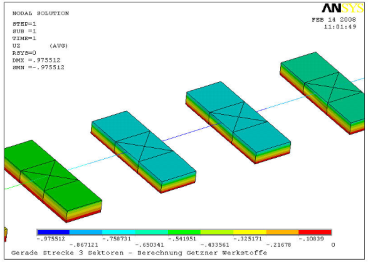 NODAL SOLUTION
STEP=1
SUB =1
TIME=1
UZ (AVG)
RSYS=0
DMX =.975512
SMN =-.975512
ANSYS
FEB 14 2008
11:01:49
-.975512 -.758731 -.541951 -.325171 -.10839
-.867121 -.650341 -.433561 -.21678 0
Gerade Strecke 3 Sektoren - Berechnung Getzner Werkstoffe